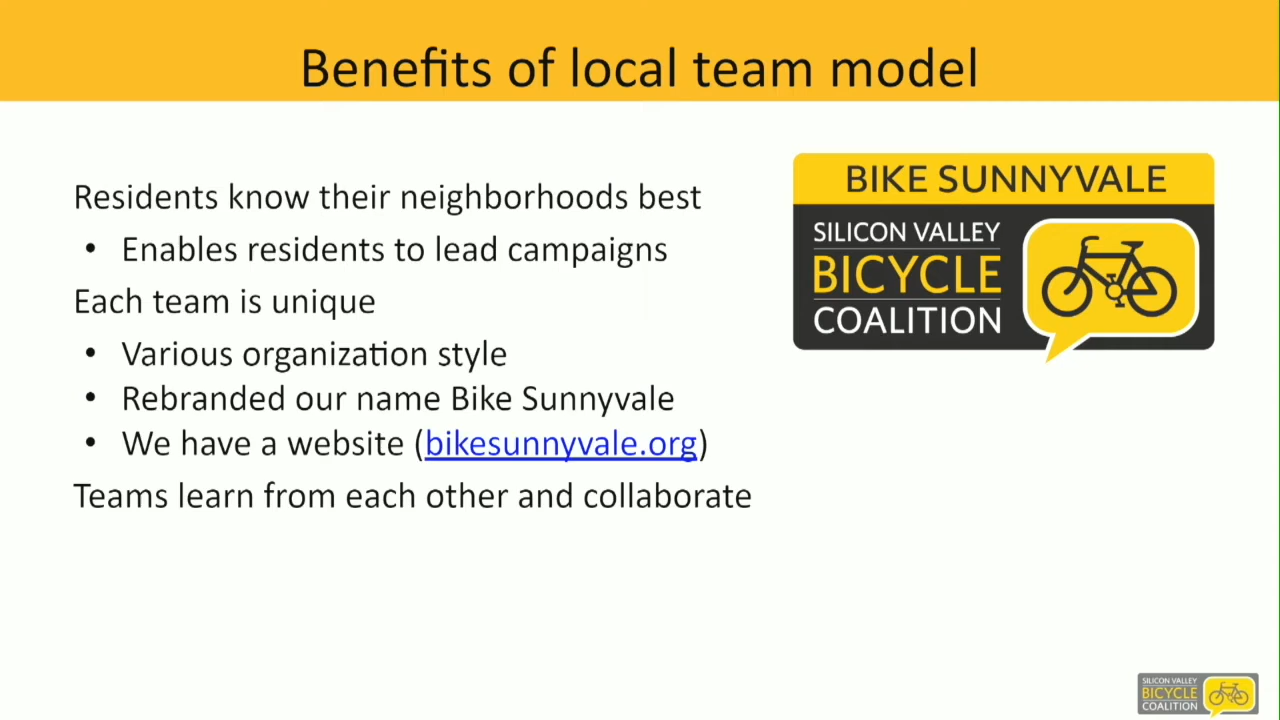 Benefits of local team model
Residents know their neighborhoods best
• Enables residents to lead campaigns
Each team is unique
• Various organization style
• Rebranded our name Bike Sunnyvale
• We have a website (bikesunnyvale.org)
Teams learn from each other and collaborate
BIKE SUNNYVALE
SILICON VALLEY
BICYCLE
COALITION
SILICON VALLEY
BICYCLE
COALITION